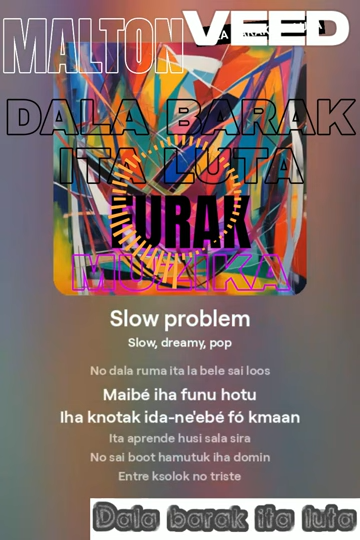 MALTON
VEED
DALA BARAK
ITA LUTA
URAK
MUZIKA
Slow problem
Slow, dreamy, pop
No dala ruma ita la bele sai loos
Maibé iha funu hotu
Iha knotak ida-ne'ebé fó kmaan
Ita aprende husi sala sira
No sai boot hamutuk iha domin
Entre ksolok no triste
Dala barak ita luta